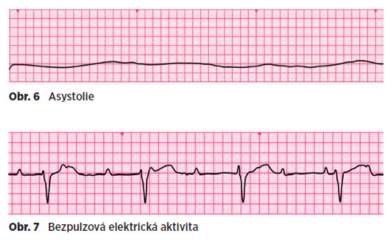 Obr. 6 Asystolie
Obr. 7 Bezpulzová elektrická aktivita